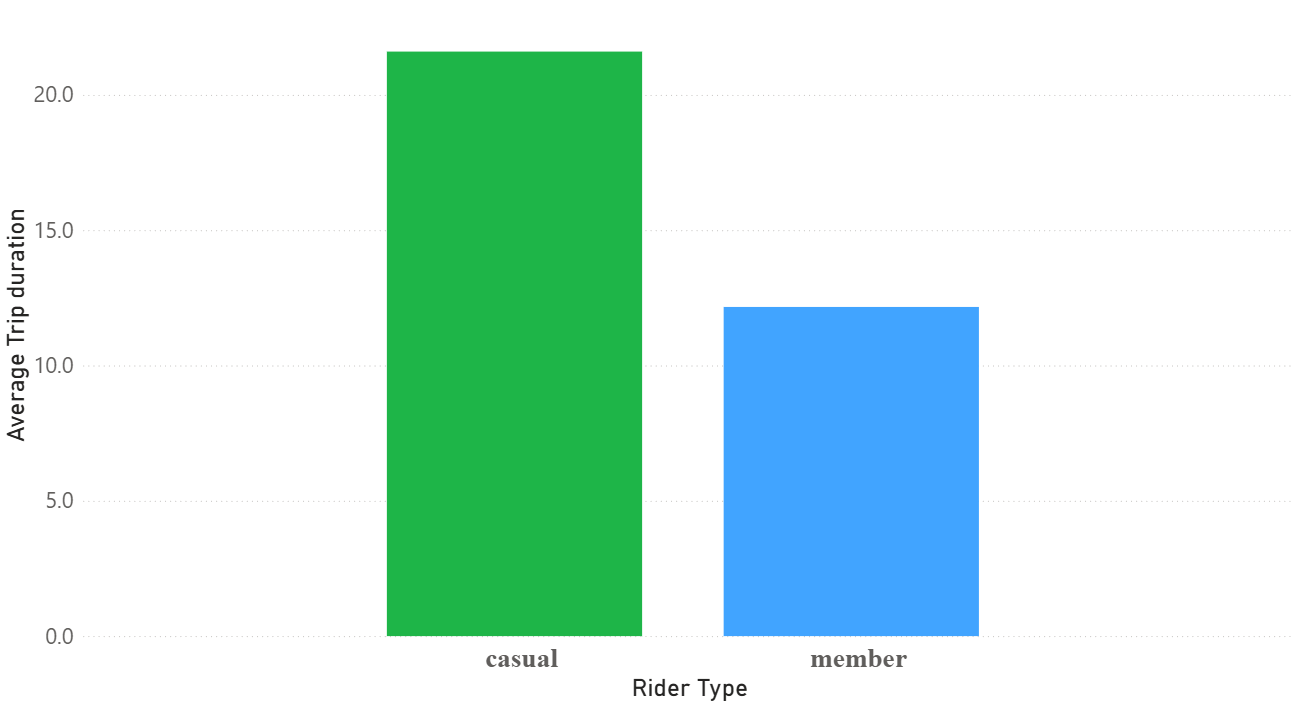 Average Trip duration
20.0
15.0
10.0
5.0
0.0
casual
member
Rider Type